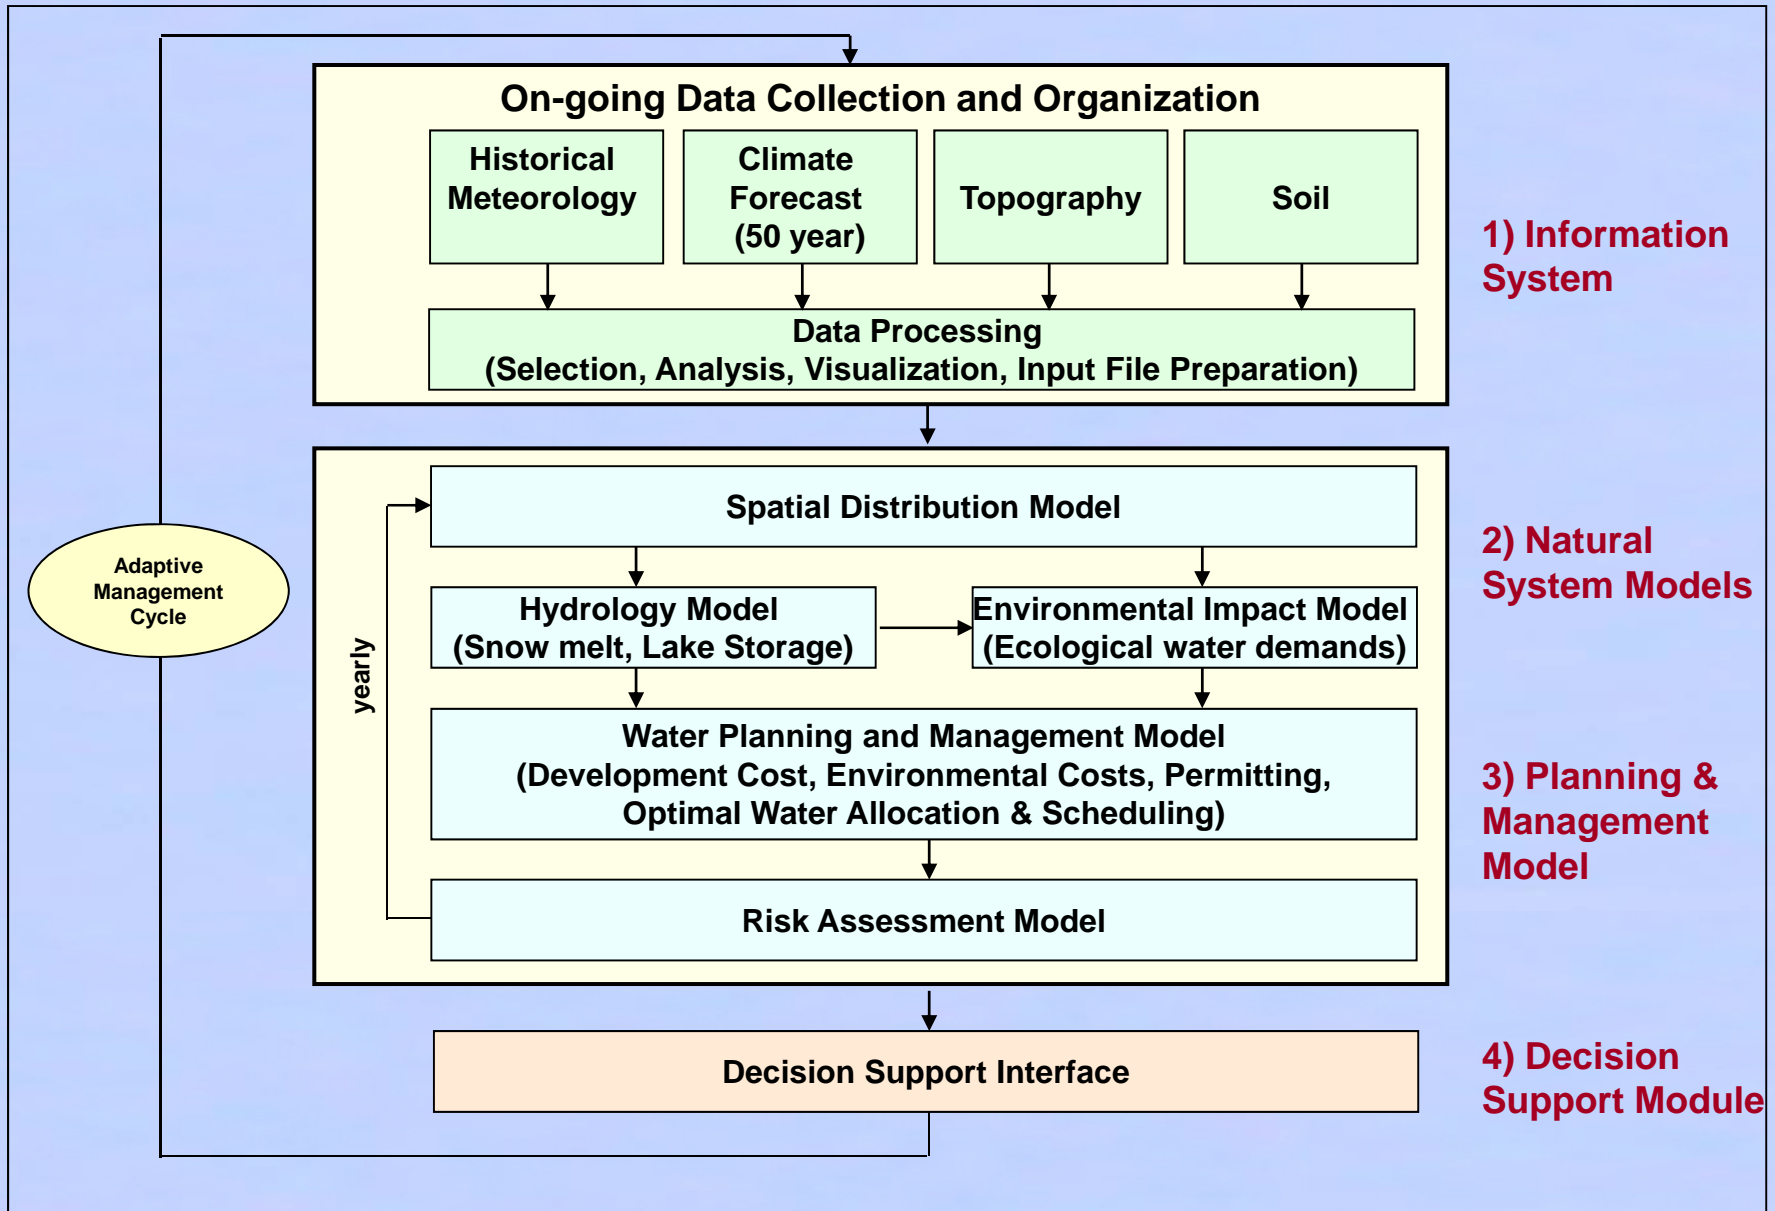 On-going Data Collection and Organization
Historical
Meteorology
Climate
Forecast
(50 year)
Topography
Soil
Data Processing
(Selection, Analysis, Visualization, Input File Preparation)
1) Information
System
Spatial Distribution Model
Hydrology Model
(Snow melt, Lake Storage)
Environmental Impact Model
(Ecological water demands)
2) Natural
System Models
Adaptive
Management
Cycle
yearly
Water Planning and Management Model
(Development Cost, Environmental Costs, Permitting,
Optimal Water Allocation & Scheduling)
Risk Assessment Model
3) Planning &
Management
Model
Decision Support Interface
4) Decision
Support Module